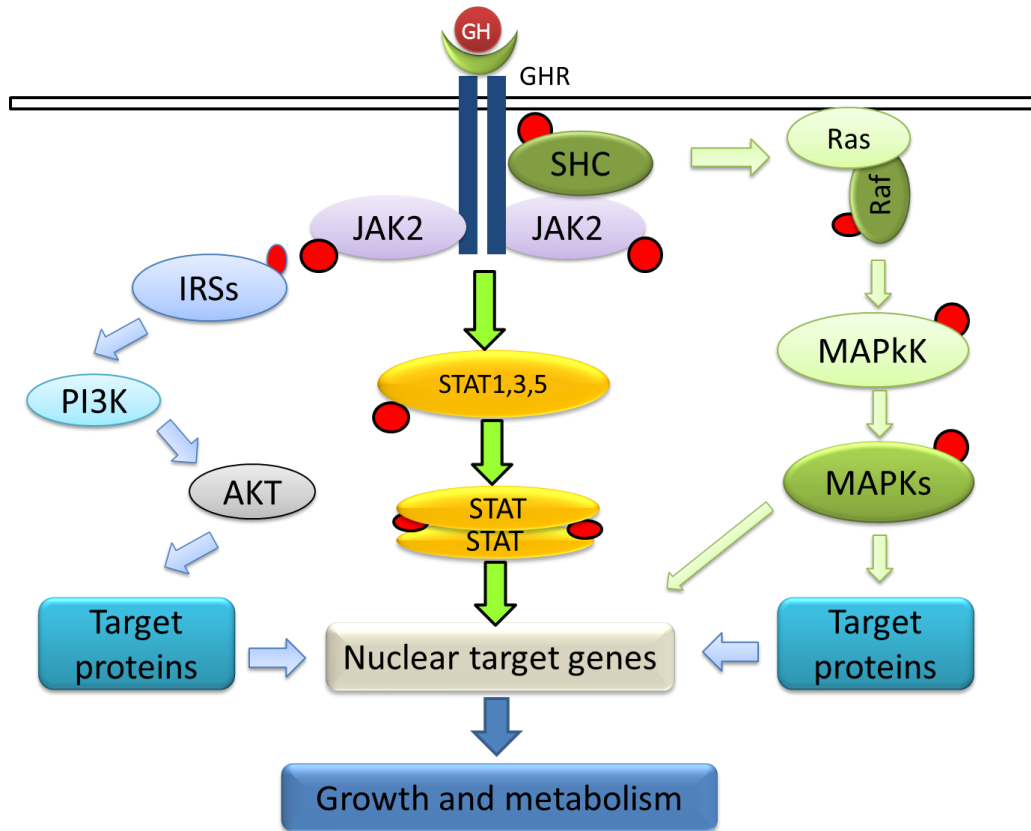 GH
GHR
SHC
Ras
Raf
JAK2
JAK2
IRSs
MAPkK
STAT1,3,5
PI3K
MAPKs
AKT
STAT
STAT
Target
proteins
Nuclear target genes
Target
proteins
Growth and metabolism